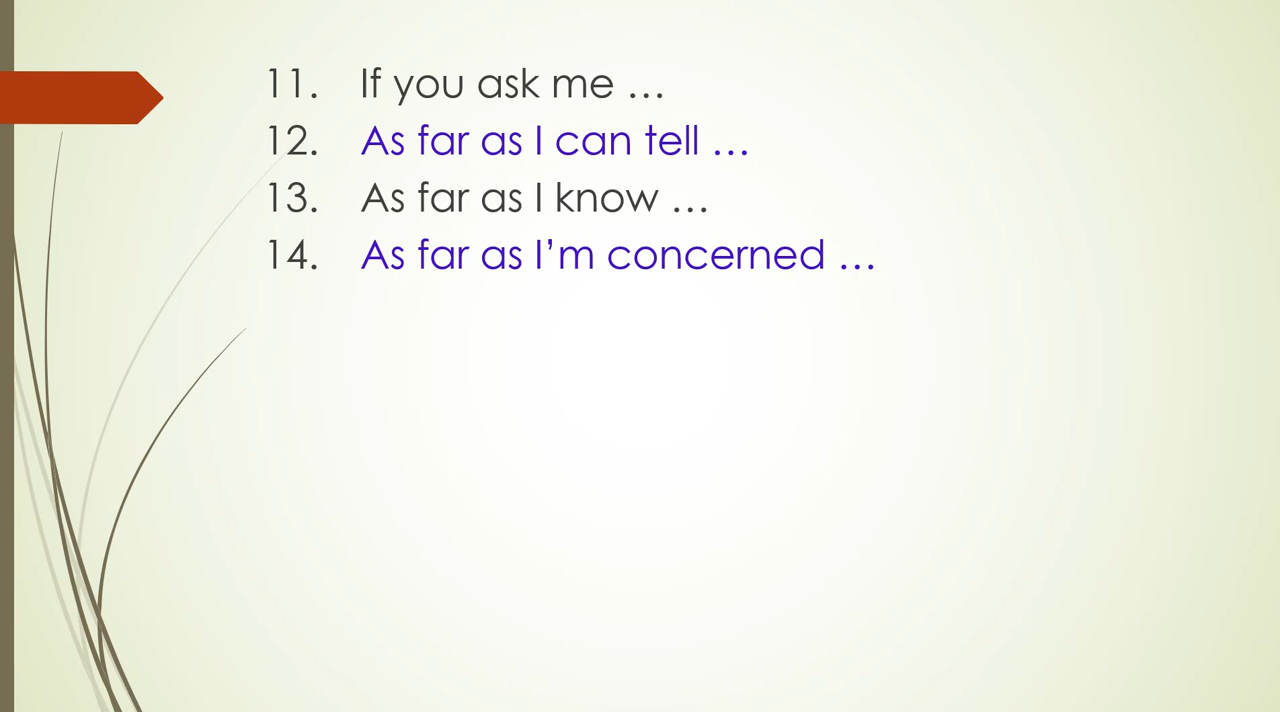 11. If you ask me …
12. As far as I can tell …
13. As far as I know …
14. As far as I’m concerned …